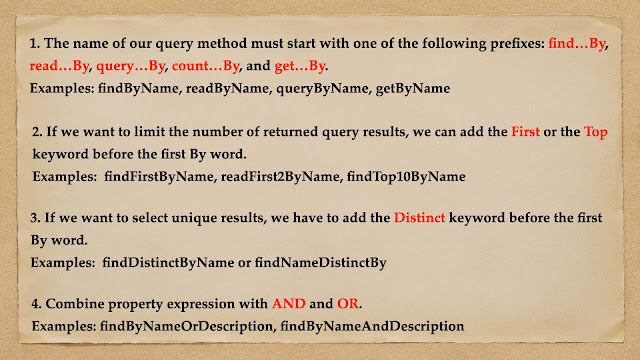 1. The name of our query method must start with one of the following prefixes: find…By,
read…By, query…By, count…By, and get…By.
Examples: findByName, readByName, queryByName, getByName
2. If we want to limit the number of returned query results, we can add the First or the Top
keyword before the first By word.
Examples:  findFirstByName, readFirst2ByName, findTop10ByName
3. If we want to select unique results, we have to add the Distinct keyword before the first
By word.
Examples:  findDistinctByName or findNameDistinctBy
4. Combine property expression with AND and OR.
Examples: findByNameOrDescription, findByNameAndDescription